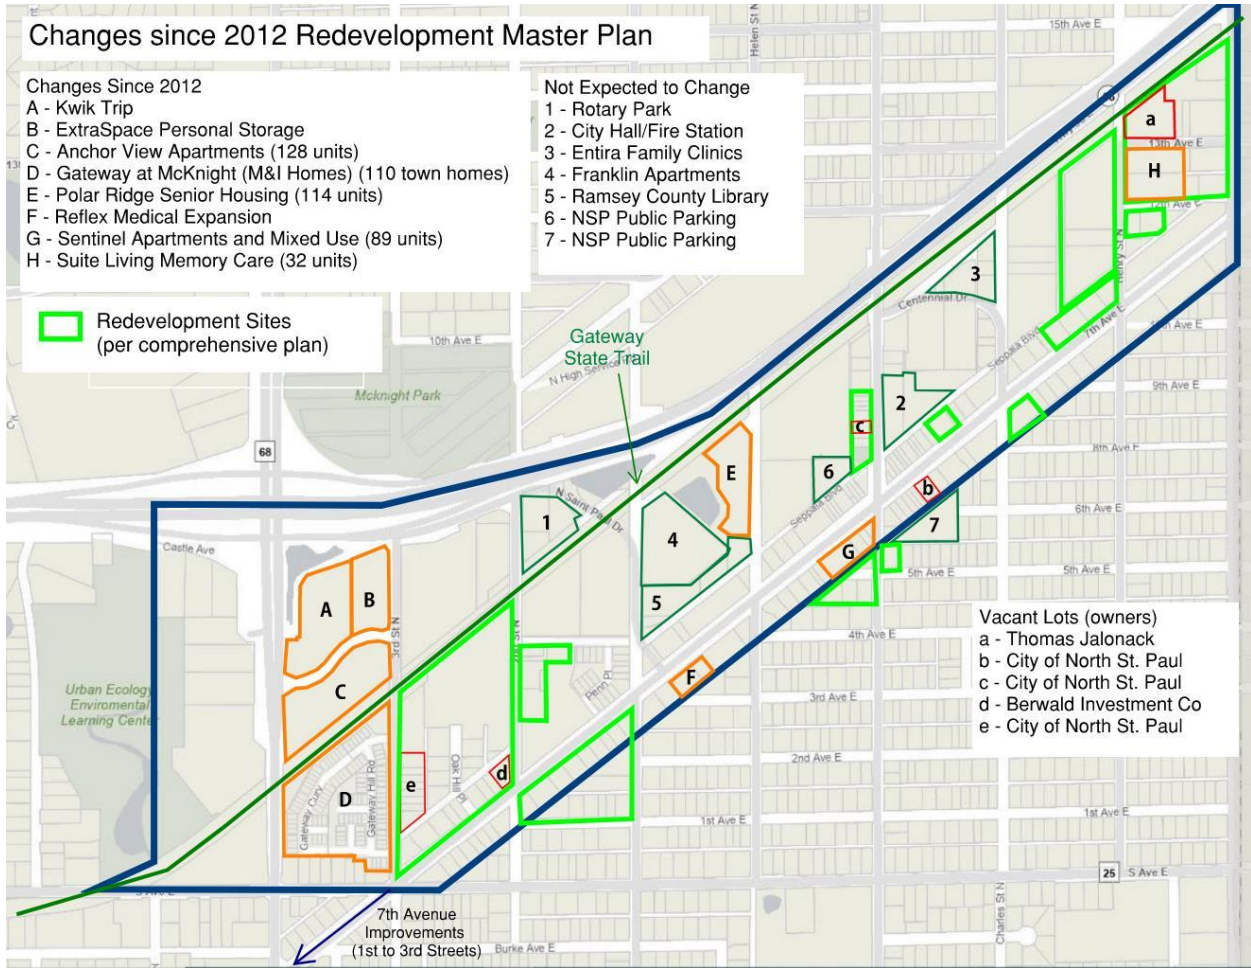 Changes since 2012 Redevelopment Master Plan
Changes Since 2012
A - Kwik Trip
B - ExtraSpace Personal Storage
C - Anchor View Apartments (128 units)
D - Gateway at McKnight (M&I Homes) (110 town homes)
E - Polar Ridge Senior Housing (114 units)
F - Reflex Medical Expansion
G - Sentinel Apartments and Mixed Use (89 units)
H - Suite Living Memory Care (32 units)
Not Expected to Change
1 - Rotary Park
2 - City Hall/Fire Station
3 - Entira Family Clinics
4 - Franklin Apartments
5 - Ramsey County Library
6 - NSP Public Parking
7 - NSP Public Parking
Redevelopment Sites
(per comprehensive plan)
Helen St N
15th Ave E
a
13th Ave E
H
12th Ave E
Henry St N
3
Centennial Dr
Gateway
State Trail
10th Ave E
N High Service
Mcknight Park
Seppala Blvd
7th Ave E
10th Ave E
9th Ave E
2
c
8th Ave E
68
E
6
b
N Saint Paul Dr
1
Seppala Blvd
7
6th Ave E
4
G
Castle Ave
5th Ave E
5th Ave E
A
B
5
3rd St N
2nd St N
4th Ave E
Vacant Lots (owners)
a - Thomas Jalonack
b - City of North St. Paul
c - City of North St. Paul
d - Berwald Investment Co
e - City of North St. Paul
Urban Ecology
Enviromental
Learning Center
C
F
Penn Pl
3rd Ave E
2nd Ave E
Oak Hill Pl
d
e
D
Gateway Curv
Gateway Hill Rd
1st Ave E
1st Ave E
25
S Ave E
S Ave E
7th Avenue
Improvements
(1st to 3rd Streets)
Burke Ave E
Charles St N